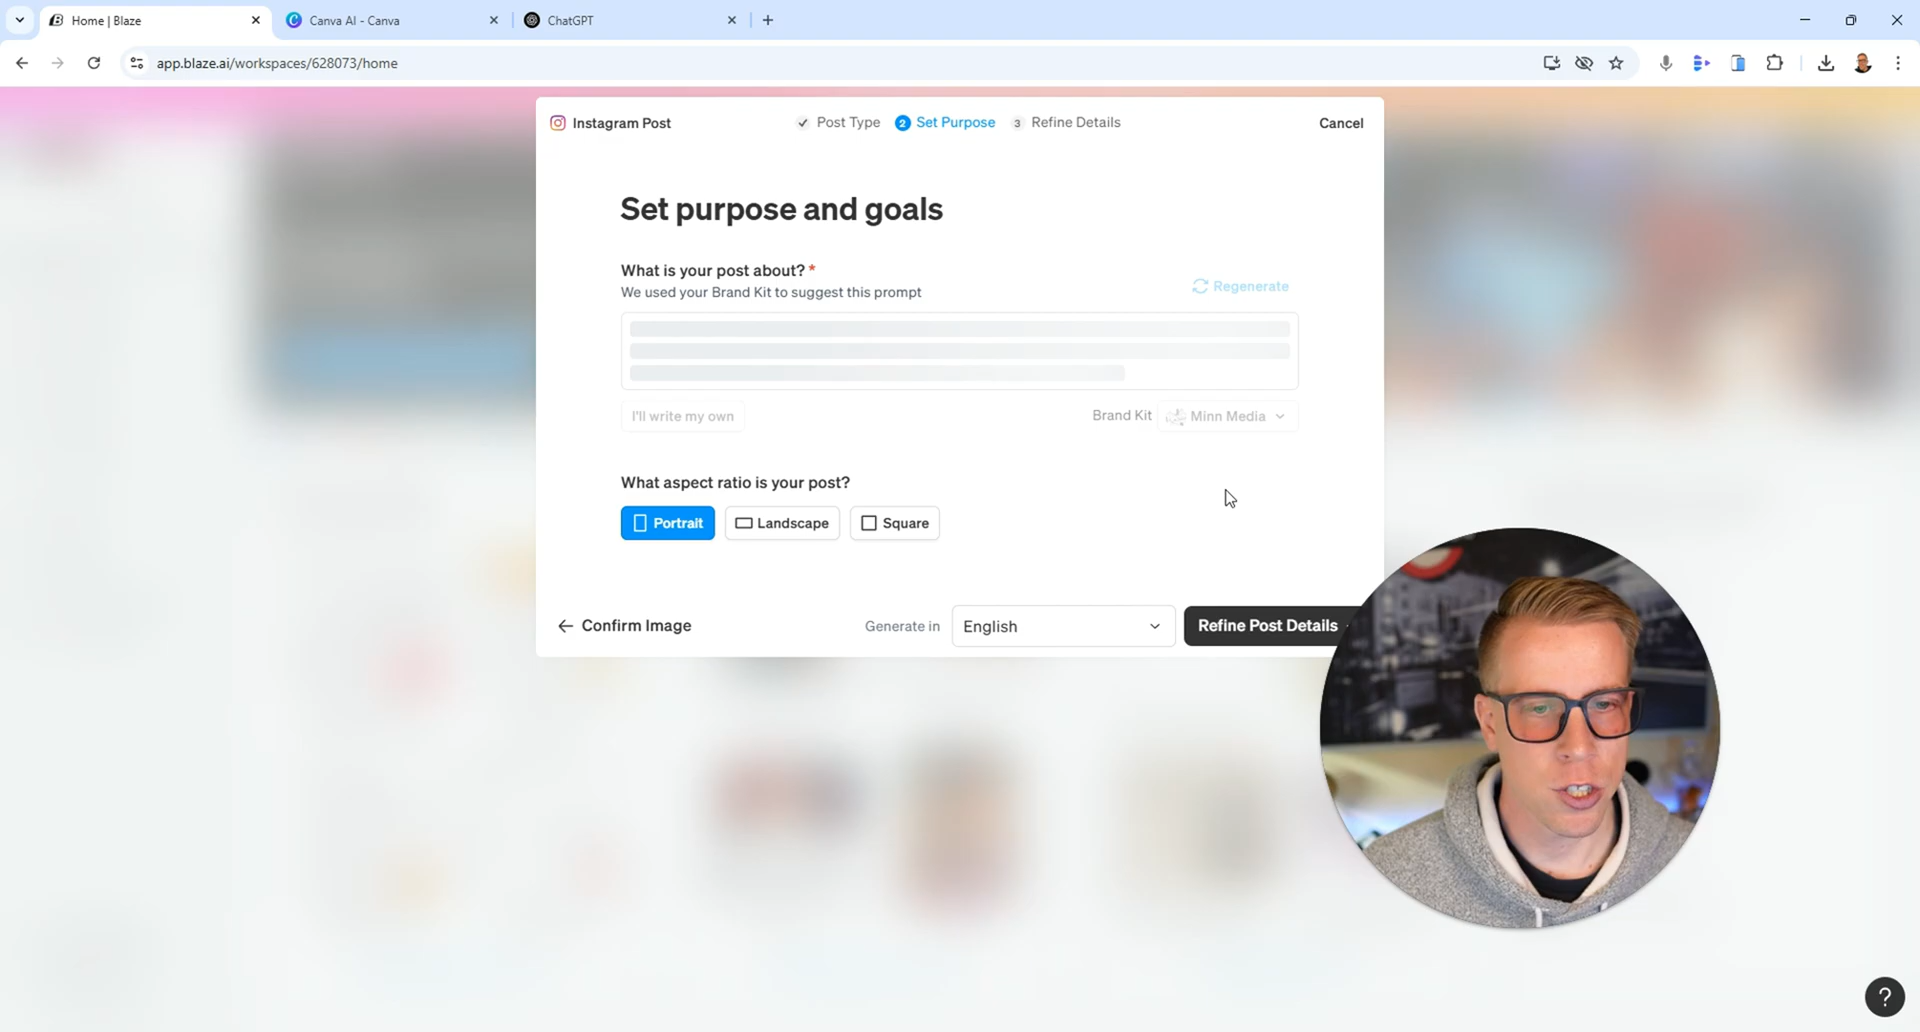 Home | Blaze
Canva AI - Canva
ChatGPT
app.blaze.ai/workspaces/628073/home
Instagram Post
Post Type
2 Set Purpose
3 Refine Details
Cancel
Set purpose and goals
What is your post about? *
We used your Brand Kit to suggest this prompt
Regenerate
I'll write my own
Brand Kit
Minn Media
What aspect ratio is your post?
Portrait
Landscape
Square
Confirm Image
Generate in
English
Refine Post Details
?